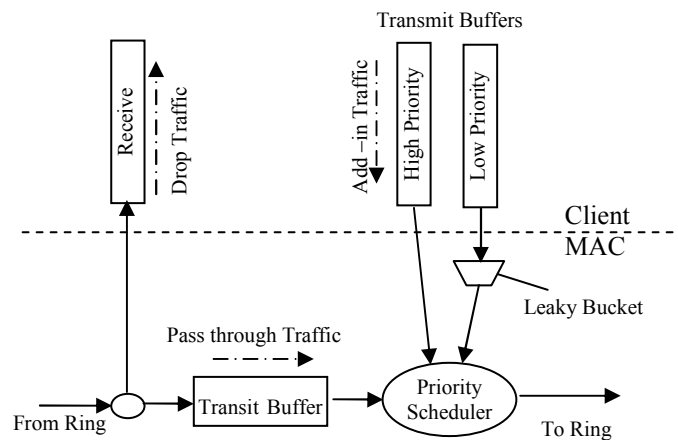 Transmit Buffers
Receive
Drop Traffic
Add –in Traffic
High Priority
Low Priority
Client
MAC
Leaky Bucket
Pass through Traffic
From Ring
Transit Buffer
Priority
Scheduler
To Ring